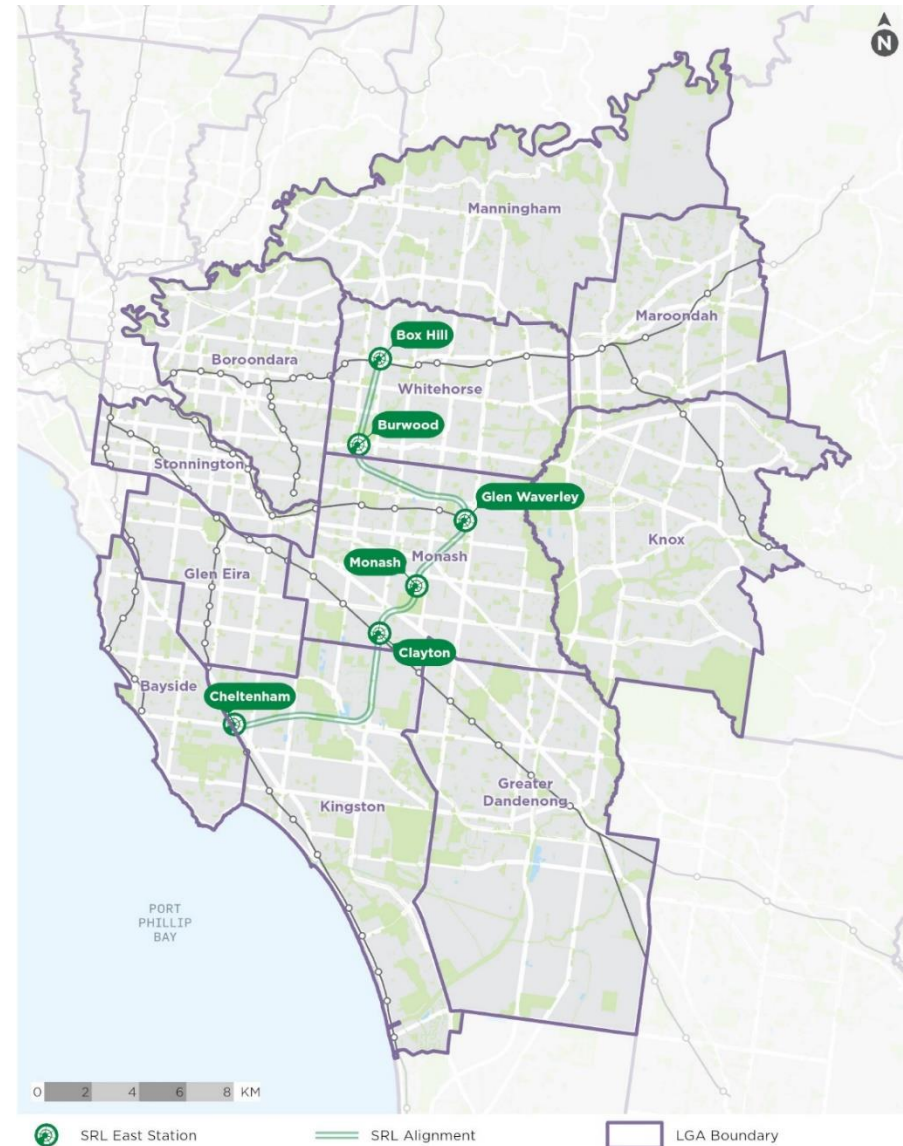 N
Manningham
Maroondah
Box Hill
Boroondara
Whitehorse
Burwood
Stonnington
Glen Waverley
Knox
Monash
Monash
Glen Eira
Clayton
Bayside
Cheltenham
Greater
Dandenong
Kingston
PORT
PHILLIP
BAY
0 2 4 6 8 KM
SRL East Station
SRL Alignment
LGA Boundary